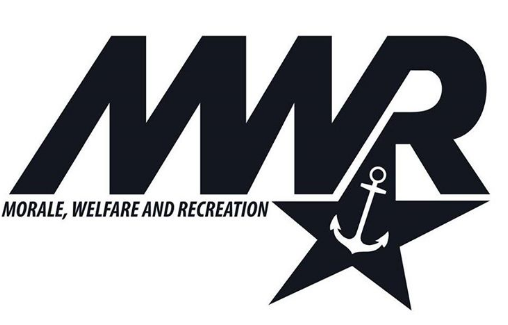 MWR
MORALE, WELFARE AND RECREATION